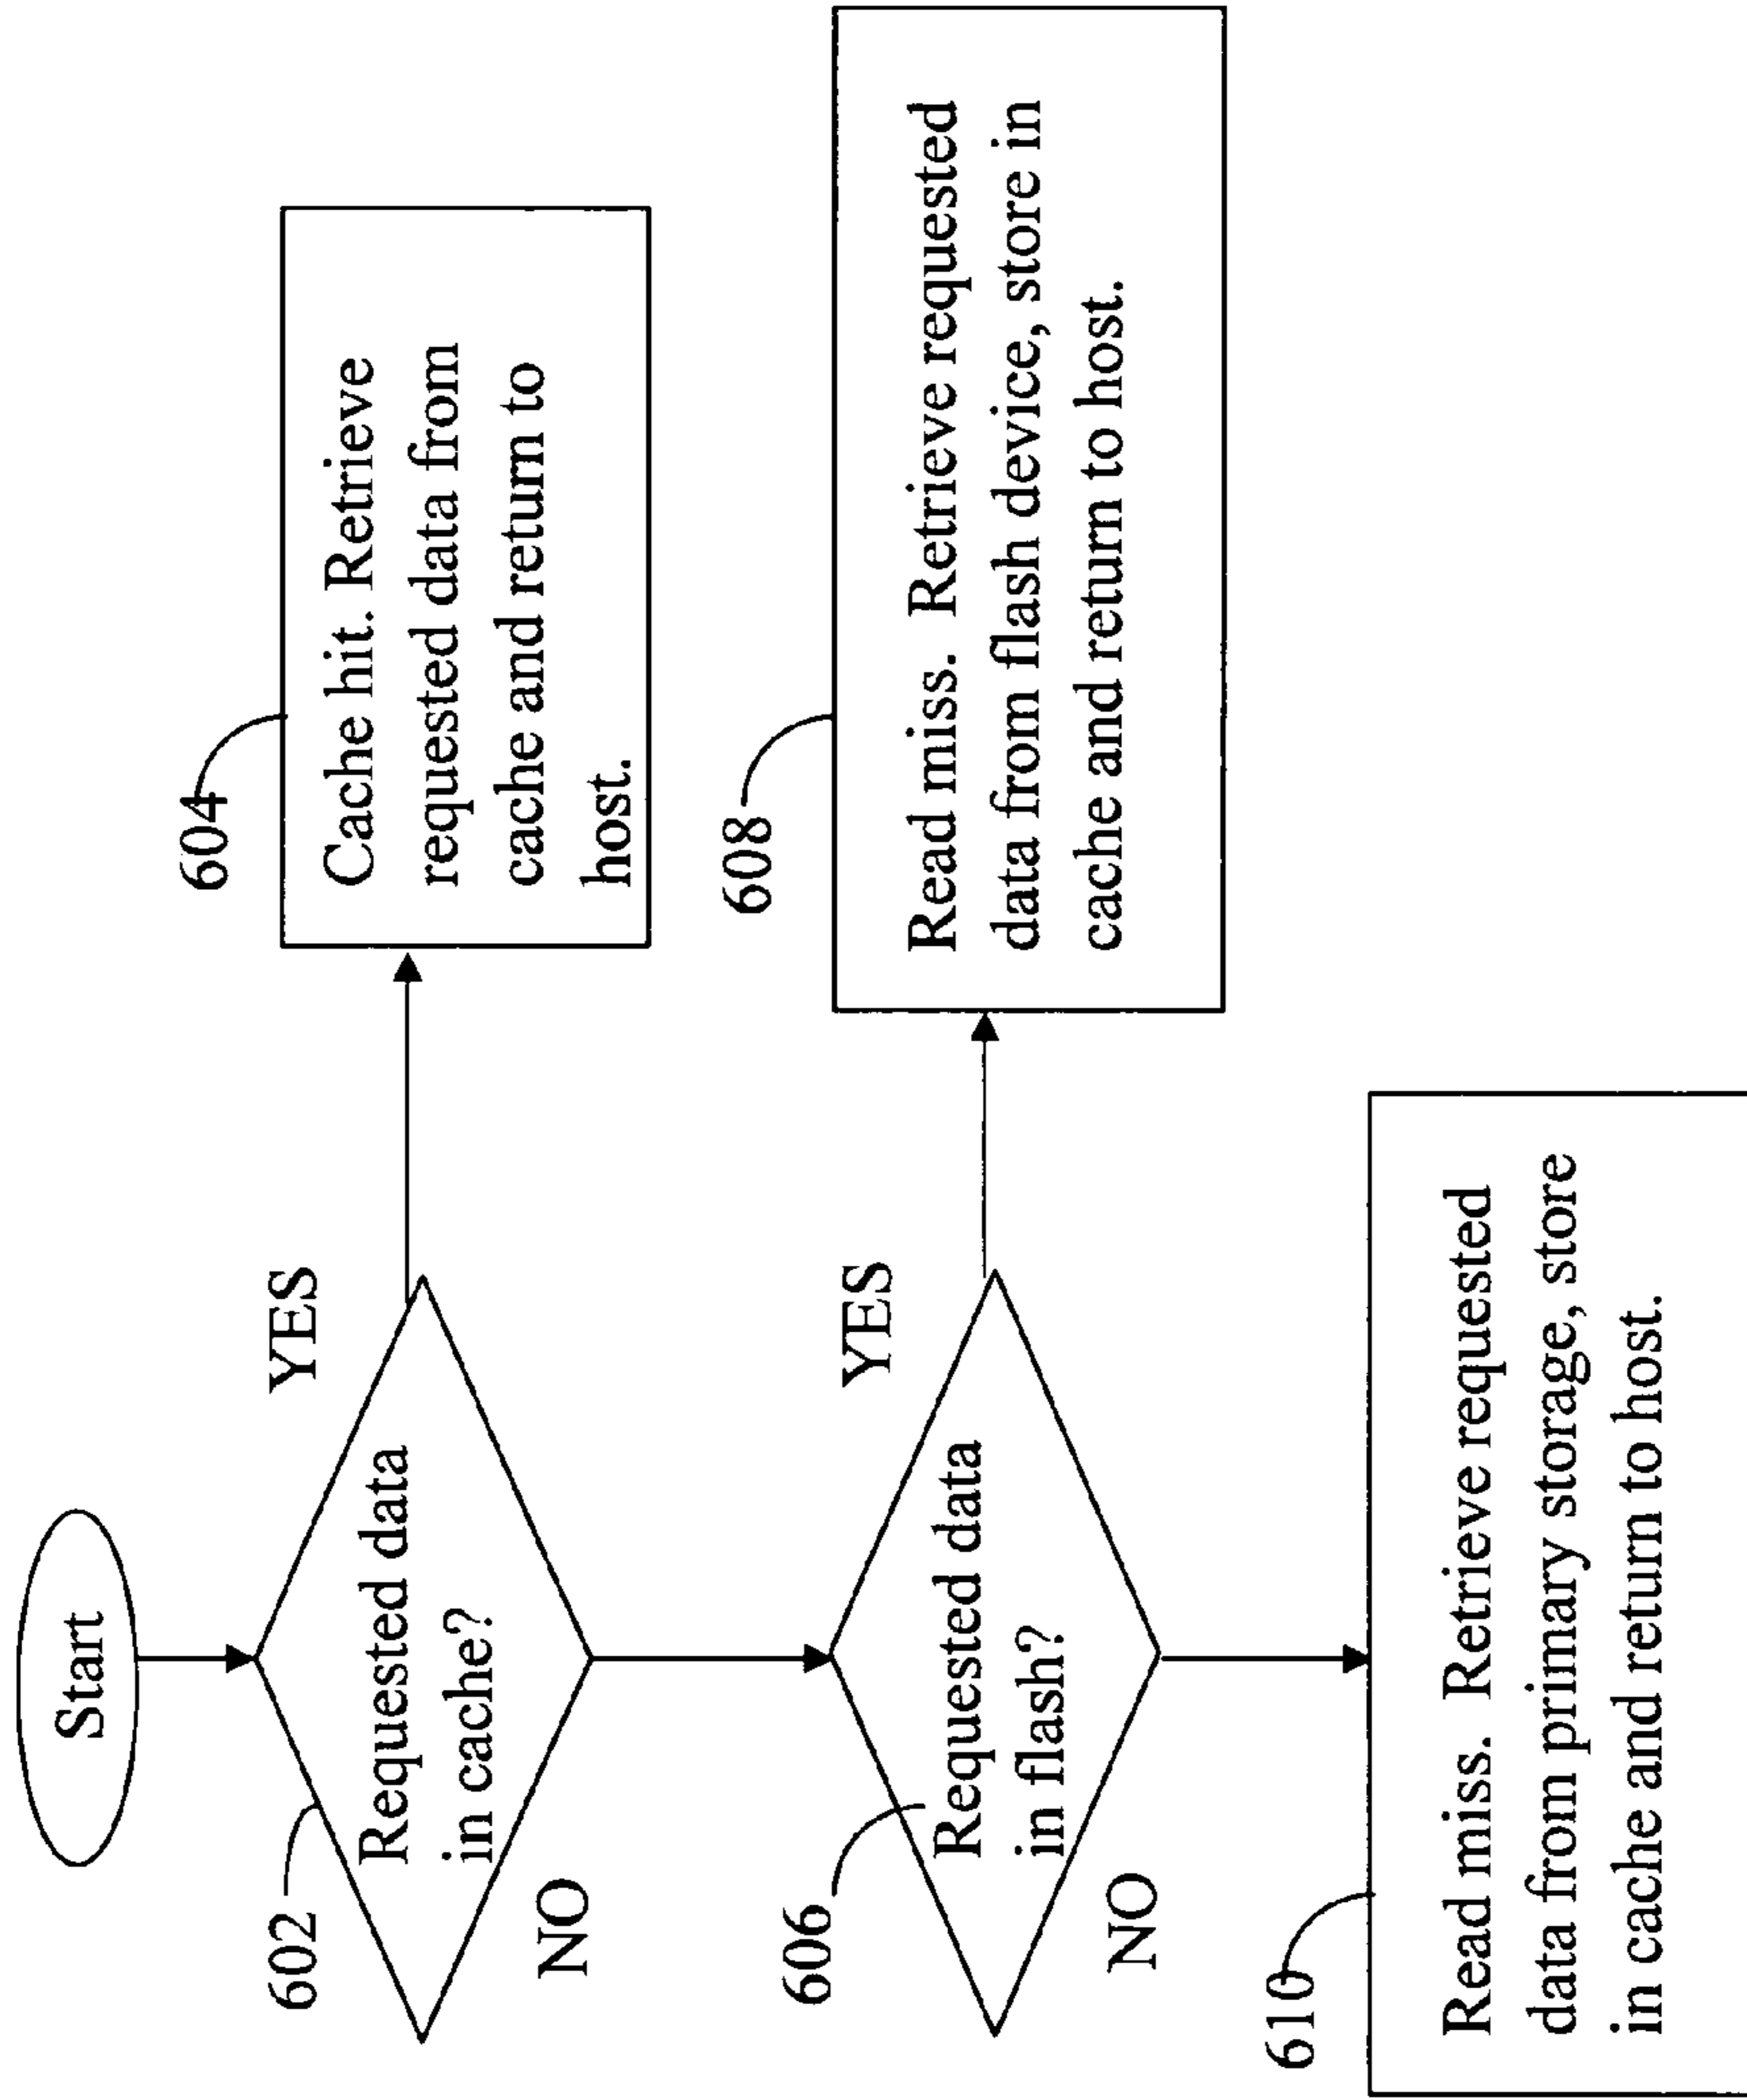 Start
602
Requested data
in cache?
YES
NO
604
Cache hit. Retrieve
requested data from
cache and return to
host.
606
Requested data
in flash?
YES
NO
608
Read miss.  Retrieve requested
data from flash device, store in
cache and return to host.
610
Read miss.  Retrieve requested
data from primary storage, store
in cache and return to host.